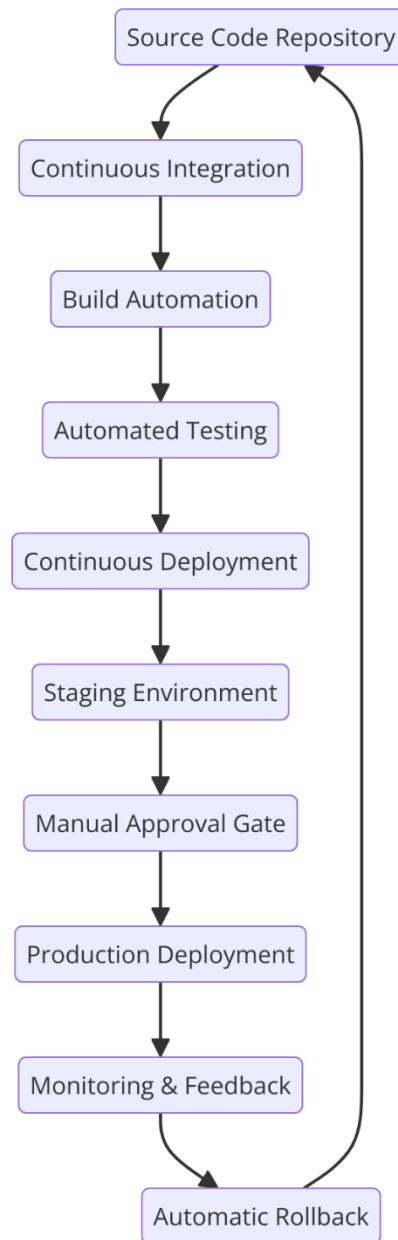 Source Code Repository
Continuous Integration
Build Automation
Automated Testing
Continuous Deployment
Staging Environment
Manual Approval Gate
Production Deployment
Monitoring & Feedback
Automatic Rollback